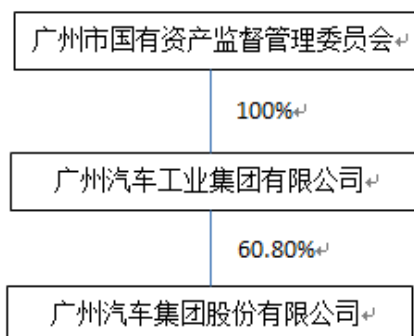 广州市国有资产监督管理委员会
100%
广州汽车工业集团有限公司
60.80%
广州汽车集团股份有限公司